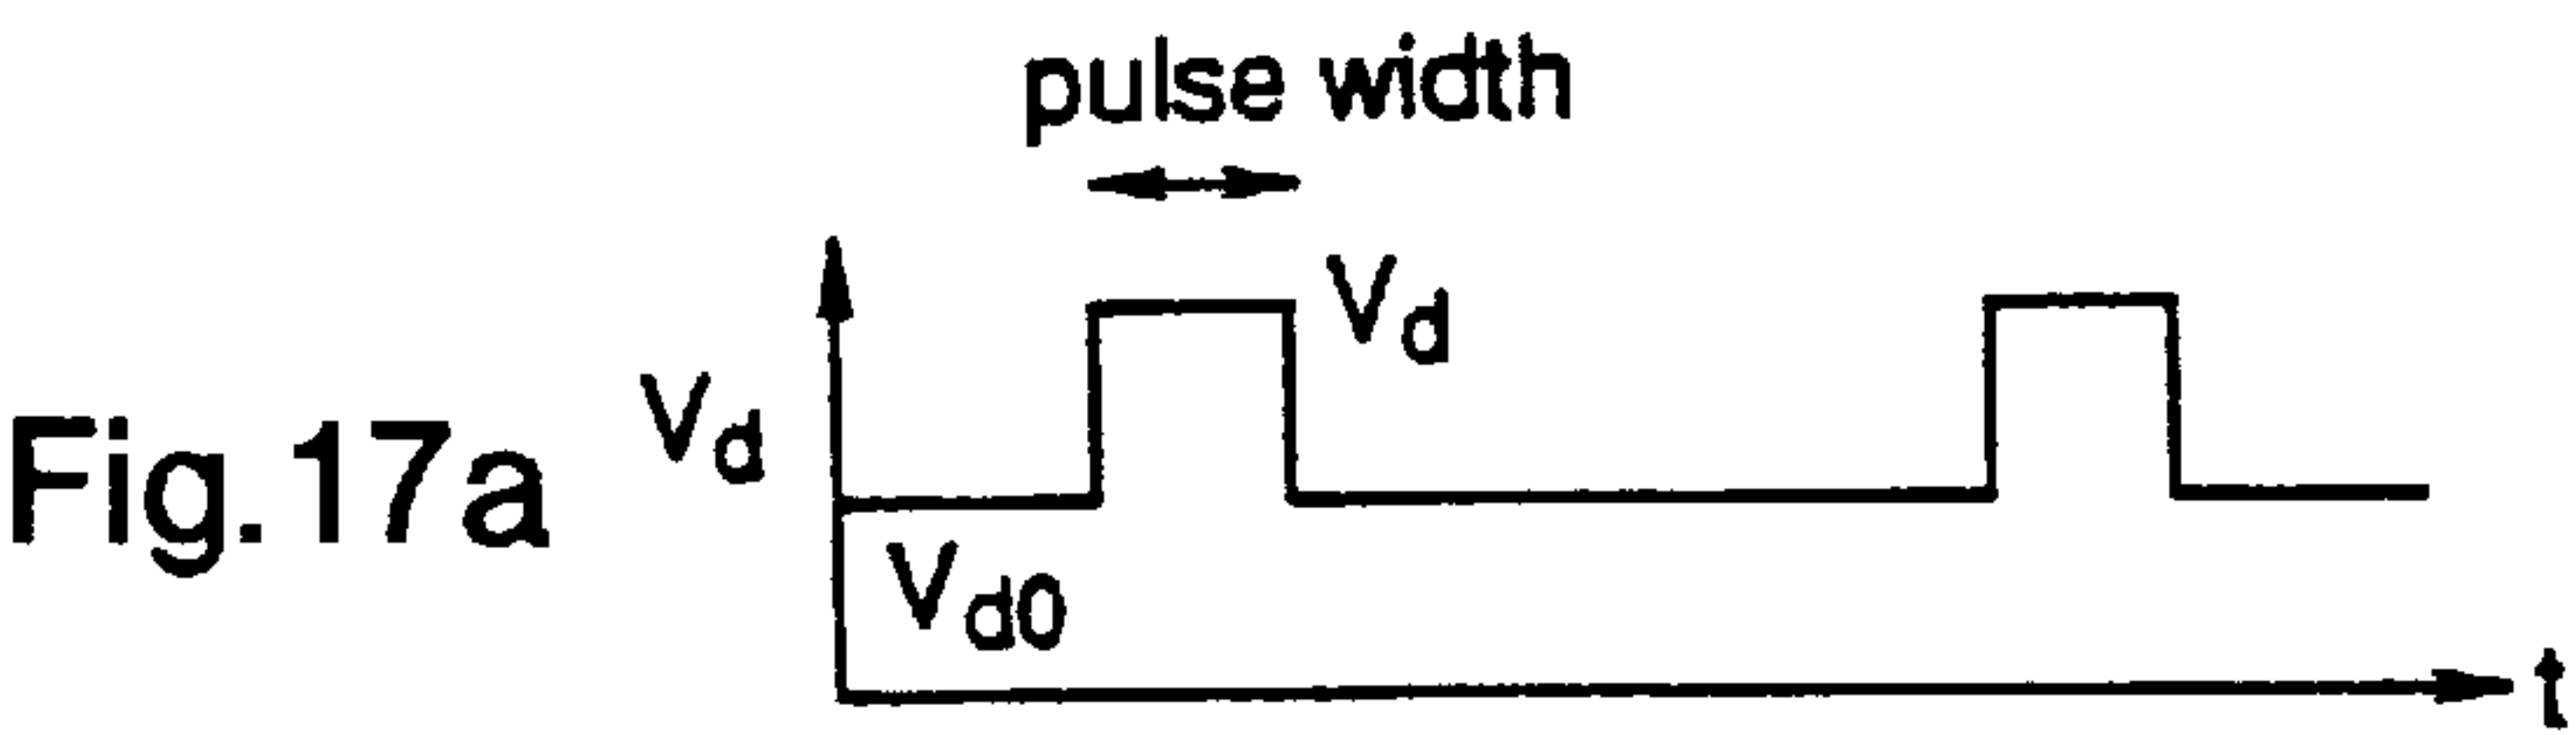 pulse width
Vd
Vd
Fig.17a
Vd0
t